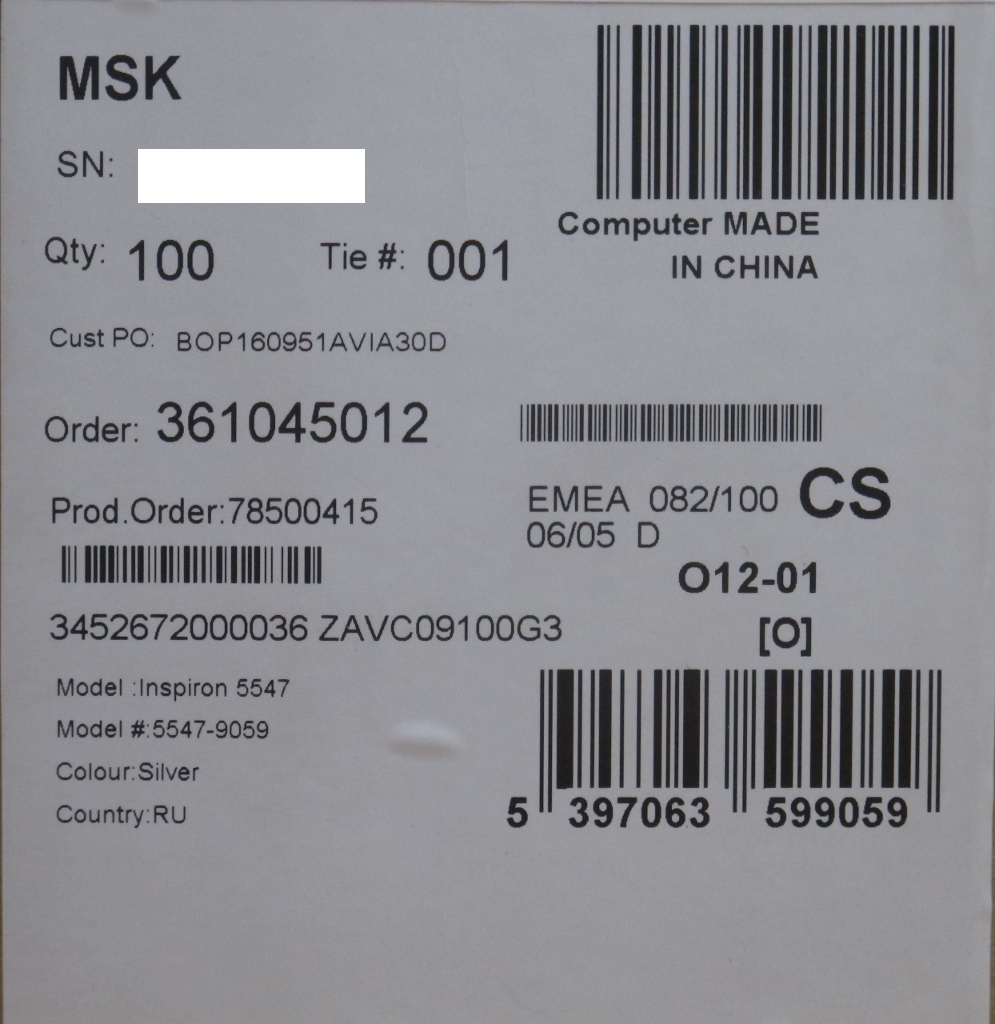 MSK
SN:
Computer MADE
IN CHINA
Qty: 100 Tie #: 001
Cust PO: BOP160951AVIA30D
Order: 361045012
Prod.Order:78500415
EMEA 082/100 CS
06/05 D
O12-01
3452672000036 ZAVC09100G3
[O]
Model :Inspiron 5547
Model #:5547-9059
Colour:Silver
Country:RU
5 397063 599059